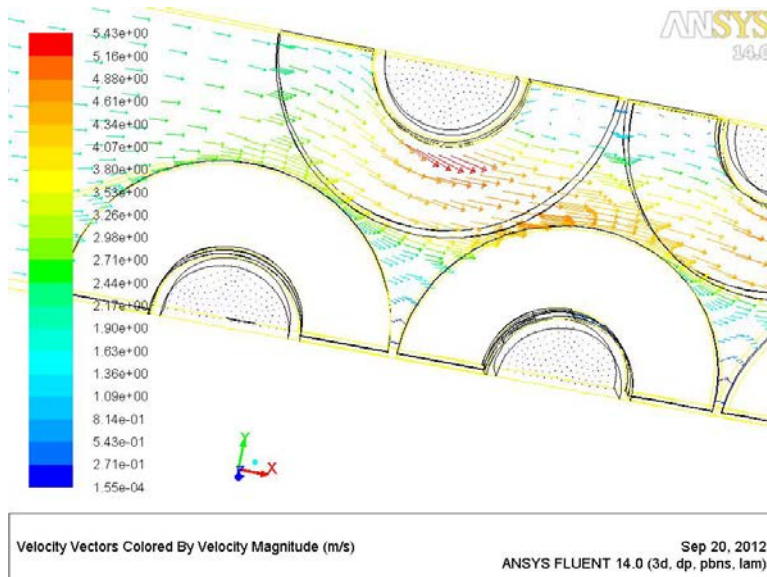 ANSYS
14.0
5.43e+00
5.16e+00
4.88e+00
4.61e+00
4.34e+00
4.07e+00
3.80e+00
3.53e+00
3.26e+00
2.98e+00
2.71e+00
2.44e+00
2.17e+00
1.90e+00
1.63e+00
1.36e+00
1.09e+00
8.14e-01
5.43e-01
2.71e-01
1.55e-04
Y
Z
X
Velocity Vectors Colored By Velocity Magnitude (m/s)
Sep 20, 2012
ANSYS FLUENT 14.0 (3d, dp, pbns, lam)